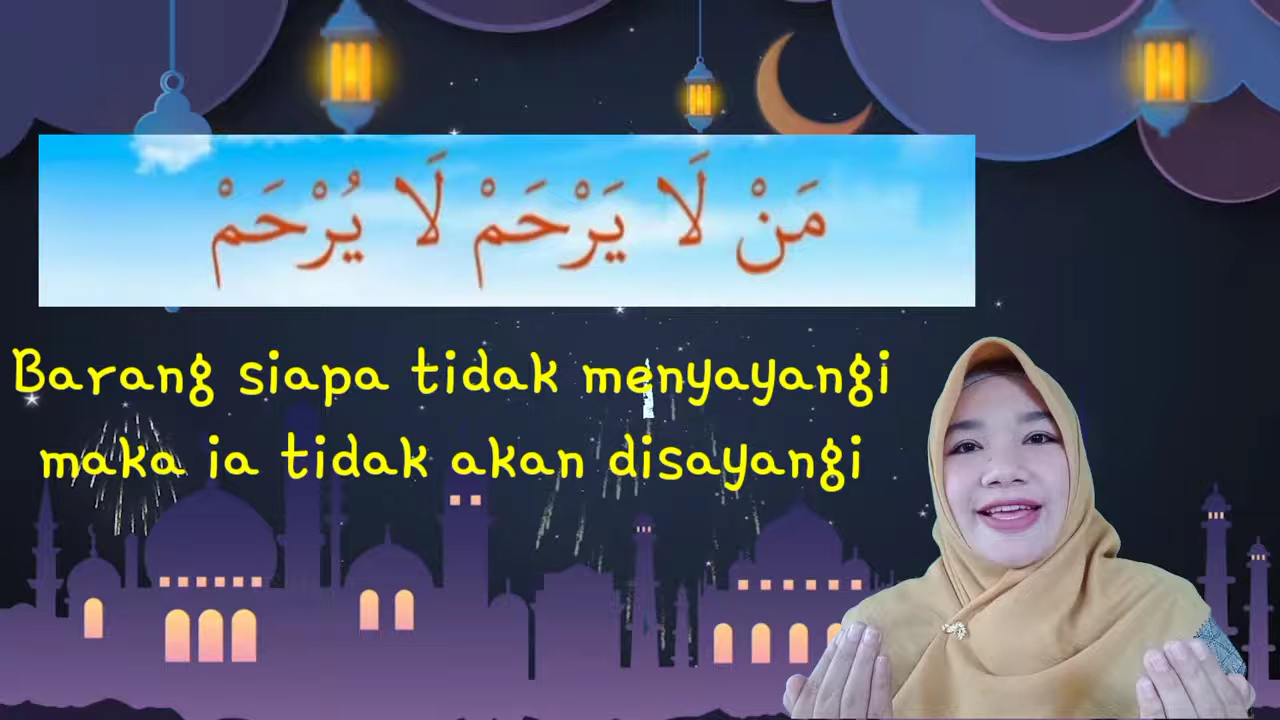 مَنْ لَا يَرْحَمْ لَا يُرْحَمْ
Barang siapa tidak menyayangi
maka ia tidak akan disayangi